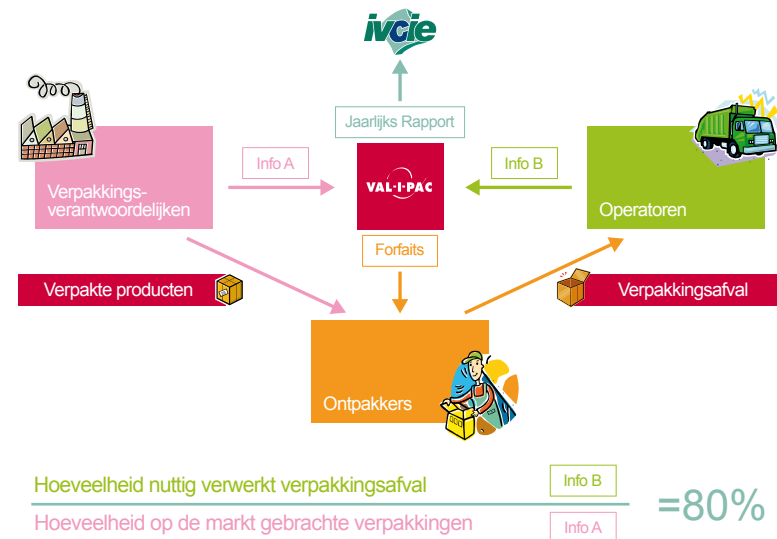 ivcie
Jaarlijks Rapport
Info A
VAL-I-PAC
Info B
Verpakkings-
verantwoordelijken
Operatoren
Forfaits
Verpakte producten
Verpakkingsafval
Ontpakkers
Hoeveelheid nuttig verwerkt verpakkingsafval
Info B
=80%
Hoeveelheid op de markt gebrachte verpakkingen
Info A